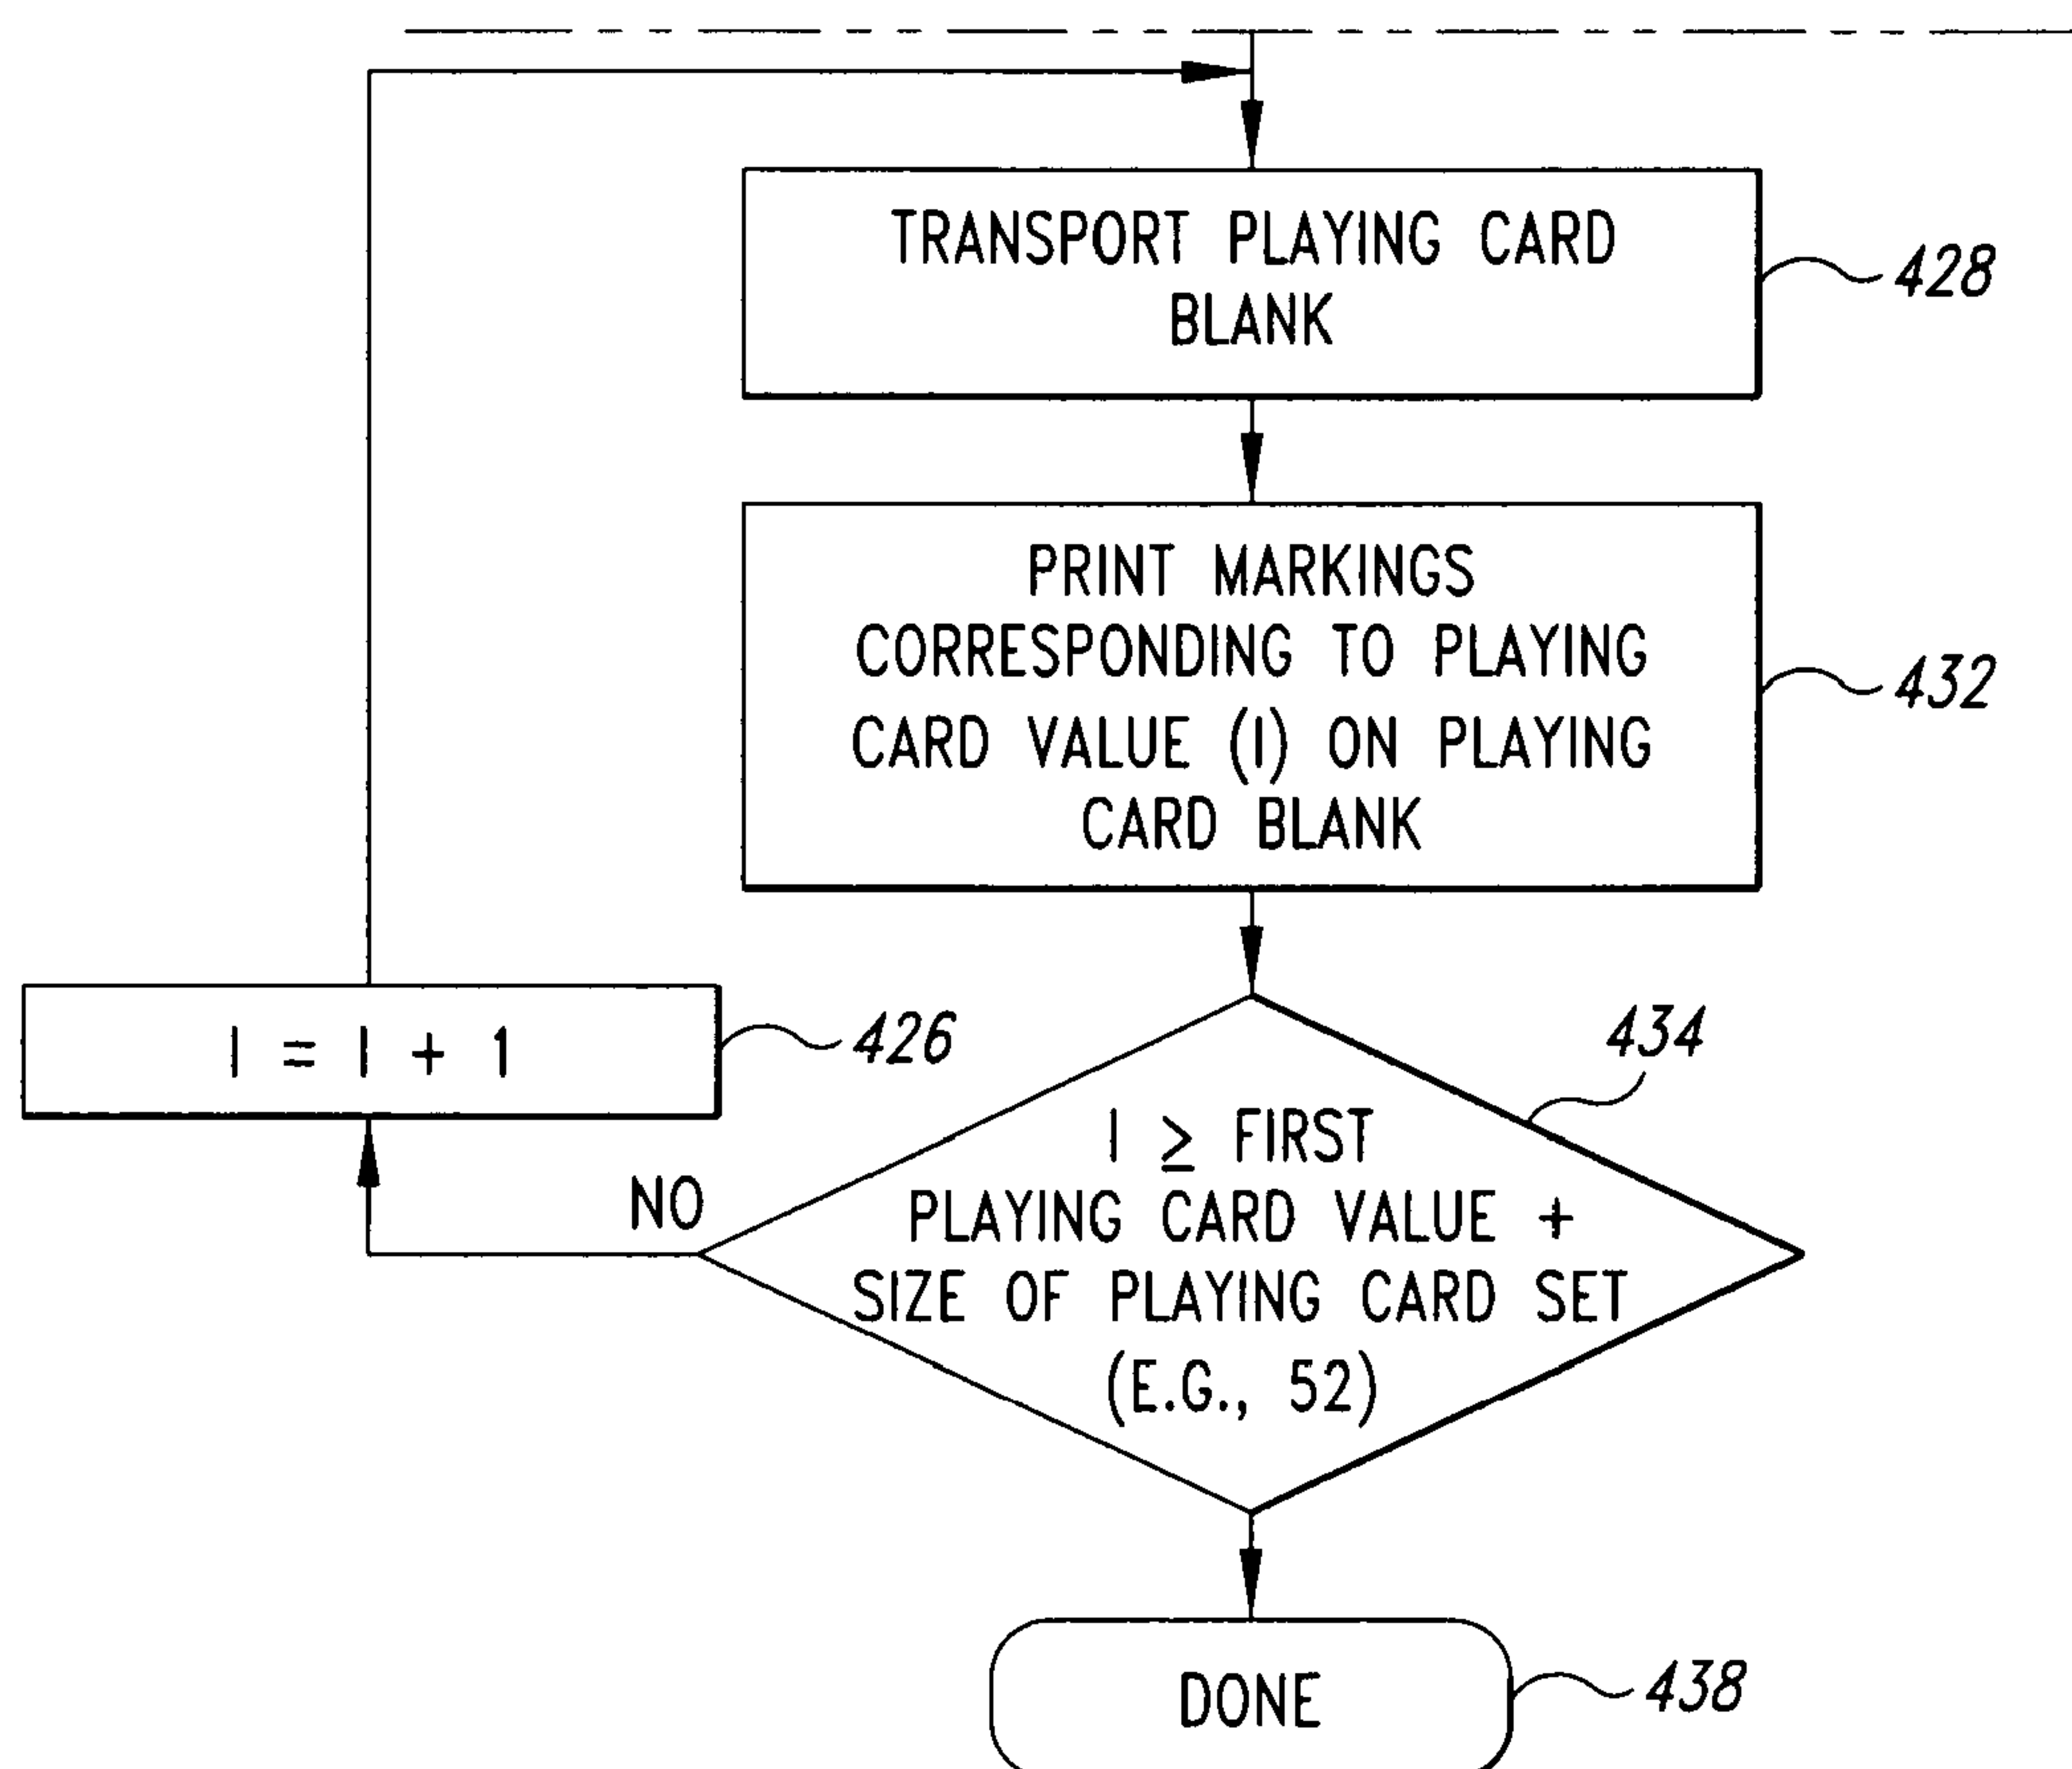 TRANSPORT PLAYING CARD
BLANK
428
PRINT MARKINGS
CORRESPONDING TO PLAYING
CARD VALUE (I) ON PLAYING
CARD BLANK
432
I = I + 1
426
434
I ≥ FIRST
PLAYING CARD VALUE +
SIZE OF PLAYING CARD SET
(E.G., 52)
NO
DONE
438